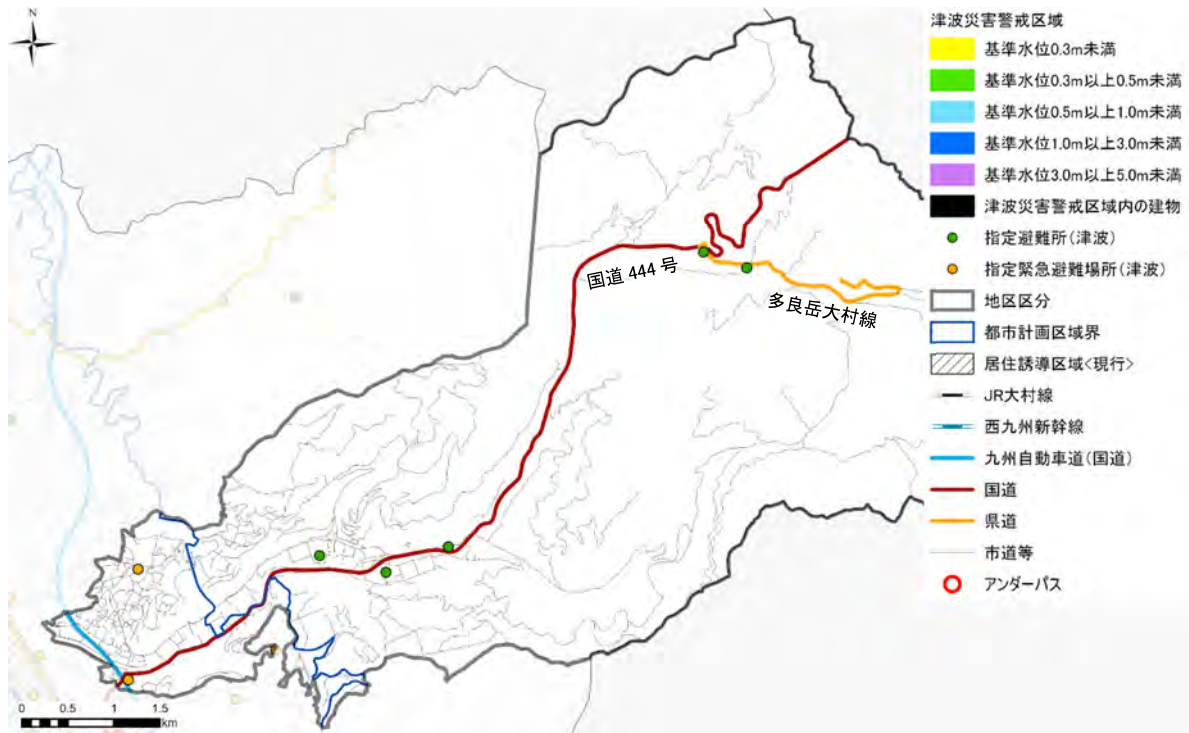 N
津波災害警戒区域
基準水位0.3m未満
基準水位0.3m以上0.5m未満
基準水位0.5m以上1.0m未満
基準水位1.0m以上3.0m未満
基準水位3.0m以上5.0m未満
津波災害警戒区域内の建物
指定避難所(津波)
指定緊急避難場所(津波)
地区区分
都市計画区域界
居住誘導区域<現行>
JR大村線
西九州新幹線
九州自動車道(国道)
国道
県道
市道等
アンダーパス
国道 444 号
多良岳大村線
0 0.5 1 1.5
km